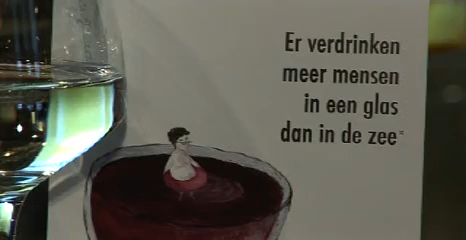 Er verdrinken
meer mensen
in een glas
dan in de zee"